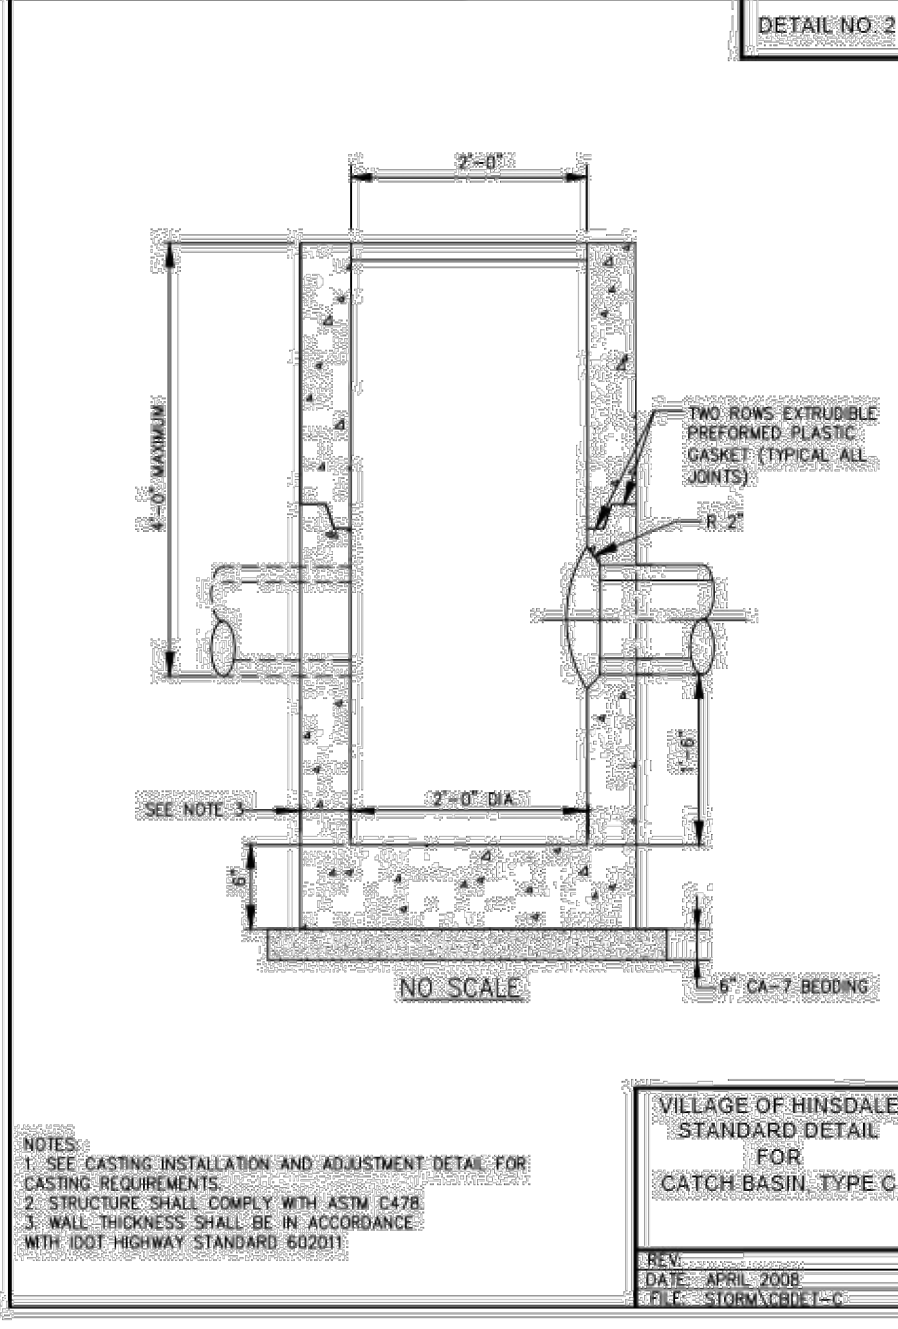 DETAIL NO. 2
2'-0"
4'-0" MAXIMUM
TWO ROWS EXTRUDIBLE
PREFORMED PLASTIC
GASKET (TYPICAL ALL
JOINTS)
R 2"
1'-6"
SEE NOTE 3
2'-0" DIA.
6"
NO SCALE
6" CA-7 BEDDING
NOTES:
1. SEE CASTING INSTALLATION AND ADJUSTMENT DETAIL FOR
CASTING REQUIREMENTS.
2. STRUCTURE SHALL COMPLY WITH ASTM C478.
3. WALL THICKNESS SHALL BE IN ACCORDANCE
WITH IDOT HIGHWAY STANDARD 602011.
VILLAGE OF HINSDALE
STANDARD DETAIL
FOR
CATCH BASIN, TYPE C
REV:
DATE: APRIL 2008
FILE: STORM\CBDET-C